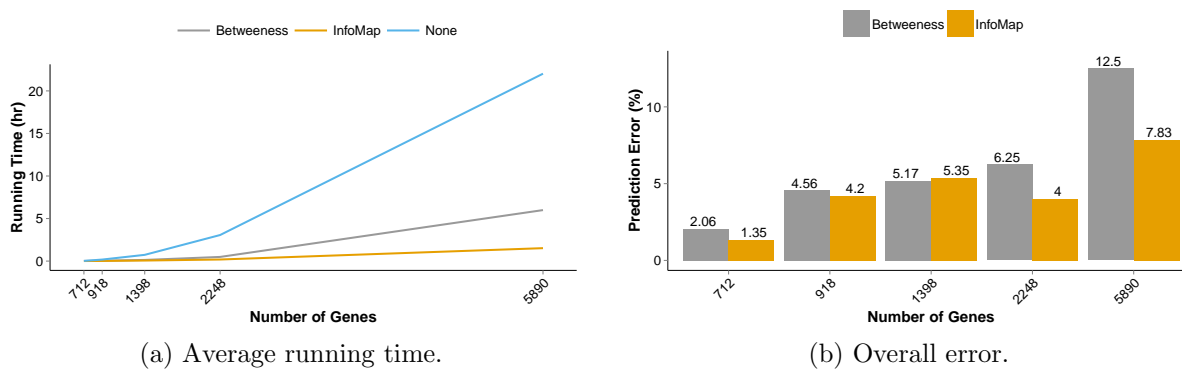 Betweeness InfoMap None
Running Time (hr)
20
15
10
5
0
712 918 1398 2248 5890
Number of Genes
(a) Average running time.
Betweeness InfoMap
Prediction Error (%)
10
5
0
2.06 1.35 4.56 4.2 5.17 5.35 6.25 4 12.5 7.83
712 918 1398 2248 5890
Number of Genes
(b) Overall error.